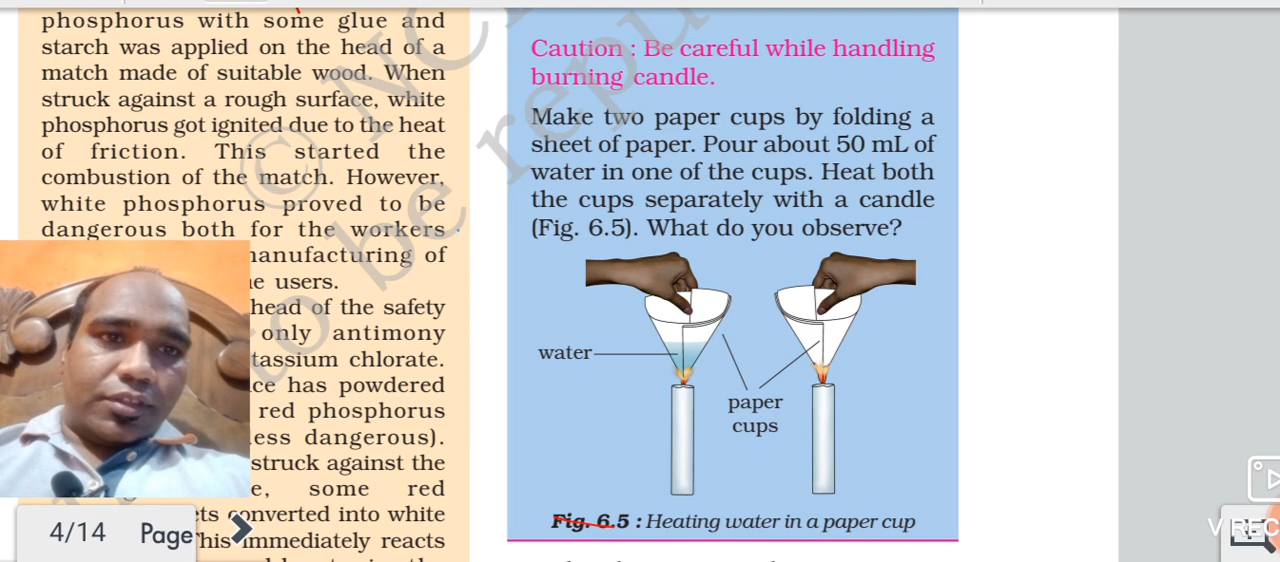 phosphorus with some glue and
starch was applied on the head of a
match made of suitable wood. When
struck against a rough surface, white
phosphorus got ignited due to the heat
of friction. This started the
combustion of the match. However,
white phosphorus proved to be
dangerous both for the workers
anufacturing of
e users.
head of the safety
only antimony
tassium chlorate.
ce has powdered
red phosphorus
ess dangerous).
struck against the
e, some red
ets converted into white
This immediately reacts
Caution : Be careful while handling
burning candle.
Make two paper cups by folding a
sheet of paper. Pour about 50 mL of
water in one of the cups. Heat both
the cups separately with a candle
(Fig. 6.5). What do you observe?
water
paper
cups
Fig. 6.5 : Heating water in a paper cup
© NC
to be repu
4/14 Page
V REC